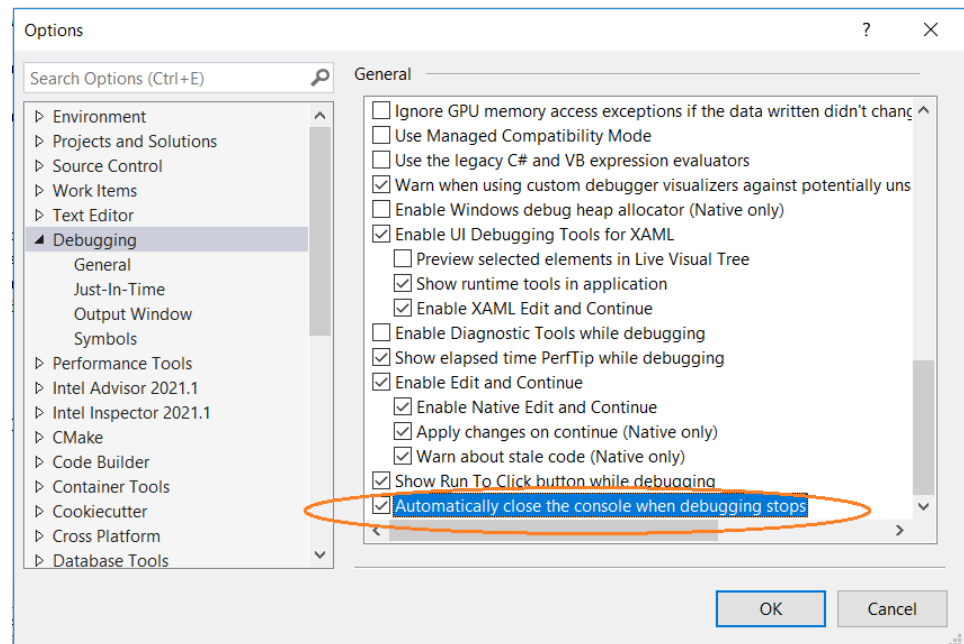 Options
?
Search Options (Ctrl+E)
Environment
Projects and Solutions
Source Control
Work Items
Text Editor
Debugging
General
Just-In-Time
Output Window
Symbols
Performance Tools
Intel Advisor 2021.1
Intel Inspector 2021.1
CMake
Code Builder
Container Tools
Cookiecutter
Cross Platform
Database Tools
General
Ignore GPU memory access exceptions if the data written didn't chang
Use Managed Compatibility Mode
Use the legacy C# and VB expression evaluators
Warn when using custom debugger visualizers against potentially uns
Enable Windows debug heap allocator (Native only)
Enable UI Debugging Tools for XAML
Preview selected elements in Live Visual Tree
Show runtime tools in application
Enable XAML Edit and Continue
Enable Diagnostic Tools while debugging
Show elapsed time PerfTip while debugging
Enable Edit and Continue
Enable Native Edit and Continue
Apply changes on continue (Native only)
Warn about stale code (Native only)
Show Run To Click button while debugging
Automatically close the console when debugging stops
OK
Cancel